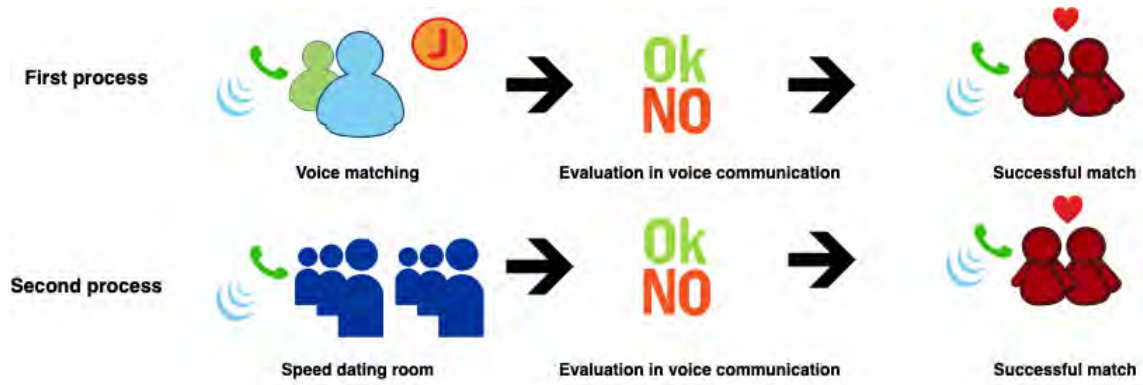 J
Ok
First process
NO
Voice matching
Evaluation in voice communication
Successful match
Ok
Second process
NO
Speed dating room
Evaluation in voice communication
Successful match